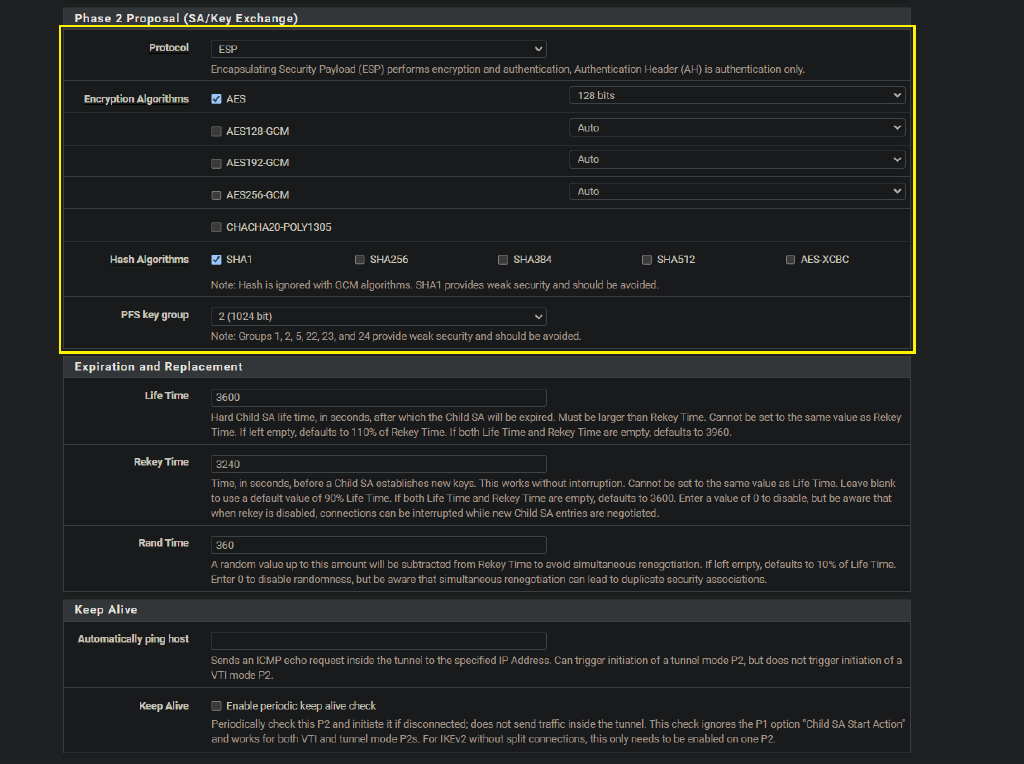 Phase 2 Proposal (SA/Key Exchange)
Protocol
ESP
Encapsulating Security Payload (ESP) performs encryption and authentication, Authentication Header (AH) is authentication only.
Encryption Algorithms
AES
128 bits
AES128-GCM
Auto
AES192-GCM
Auto
AES256-GCM
Auto
CHACHA20-POLY1305
Hash Algorithms
SHA1
SHA256
SHA384
SHA512
AES-XCBC
Note: Hash is ignored with GCM algorithms. SHA1 provides weak security and should be avoided.
PFS key group
2 (1024 bit)
Note: Groups 1, 2, 5, 22, 23, and 24 provide weak security and should be avoided.
Expiration and Replacement
Life Time
3600
Hard Child SA life time, in seconds, after which the Child SA will be expired. Must be larger than Rekey Time. Cannot be set to the same value as Rekey
Time. If left empty, defaults to 110% of Rekey Time. If both Life Time and Rekey Time are empty, defaults to 3960.
Rekey Time
3240
Time, in seconds, before a Child SA establishes new keys. This works without interruption. Cannot be set to the same value as Life Time. Leave blank
to use a default value of 90% Life Time. If both Life Time and Rekey Time are empty, defaults to 3600. Enter a value of 0 to disable, but be aware that
when rekey is disabled, connections can be interrupted while new Child SA entries are negotiated.
Rand Time
360
A random value up to this amount will be subtracted from Rekey Time to avoid simultaneous renegotiation. If left empty, defaults to 10% of Life Time.
Enter 0 to disable randomness, but be aware that simultaneous renegotiation can lead to duplicate security associations.
Keep Alive
Automatically ping host
Sends an ICMP echo request inside the tunnel to the specified IP Address. Can trigger initiation of a tunnel mode P2, but does not trigger initiation of a
VTI mode P2.
Keep Alive
Enable periodic keep alive check
Periodically check this P2 and initiate it if disconnected; does not send traffic inside the tunnel. This check ignores the P1 option "Child SA Start Action"
and works for both VTI and tunnel mode P2s. For IKEv2 without split connections, this only needs to be enabled on one P2.